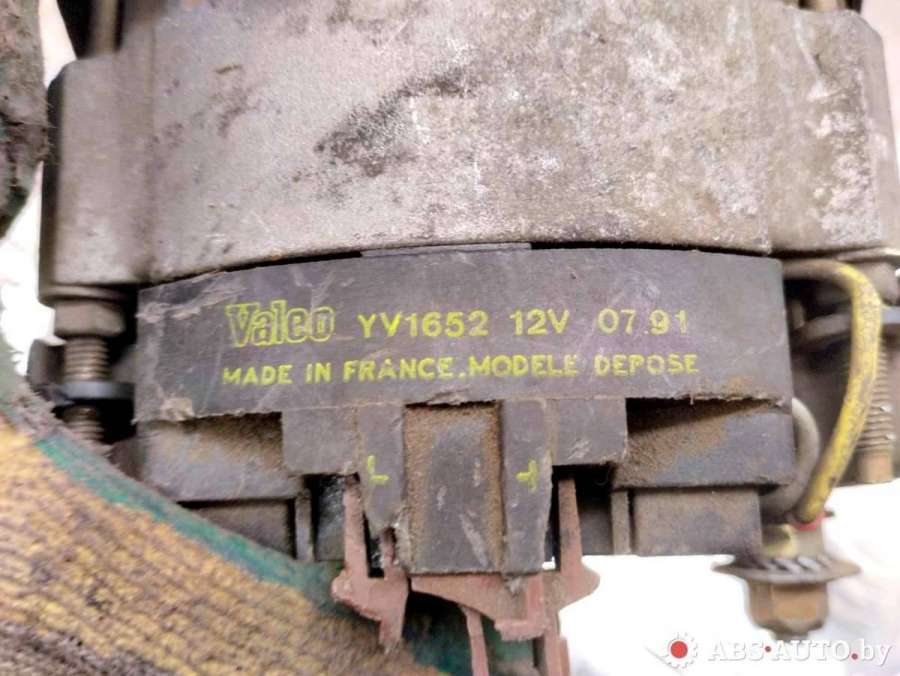 Valeo YV1652 12V 07.91
MADE IN FRANCE.MODELE DEPOSE
L +
ABS-AUTO.by